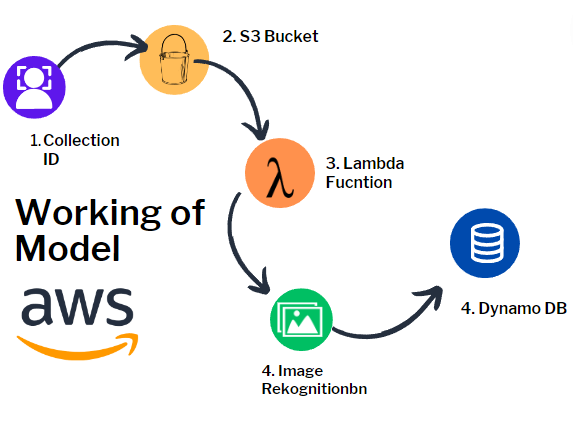 2. S3 Bucket
1. Collection
ID
3. Lambda
Fucntion
λ
Working of
Model
aws
4. Dynamo DB
4. Image
Rekognitionbn